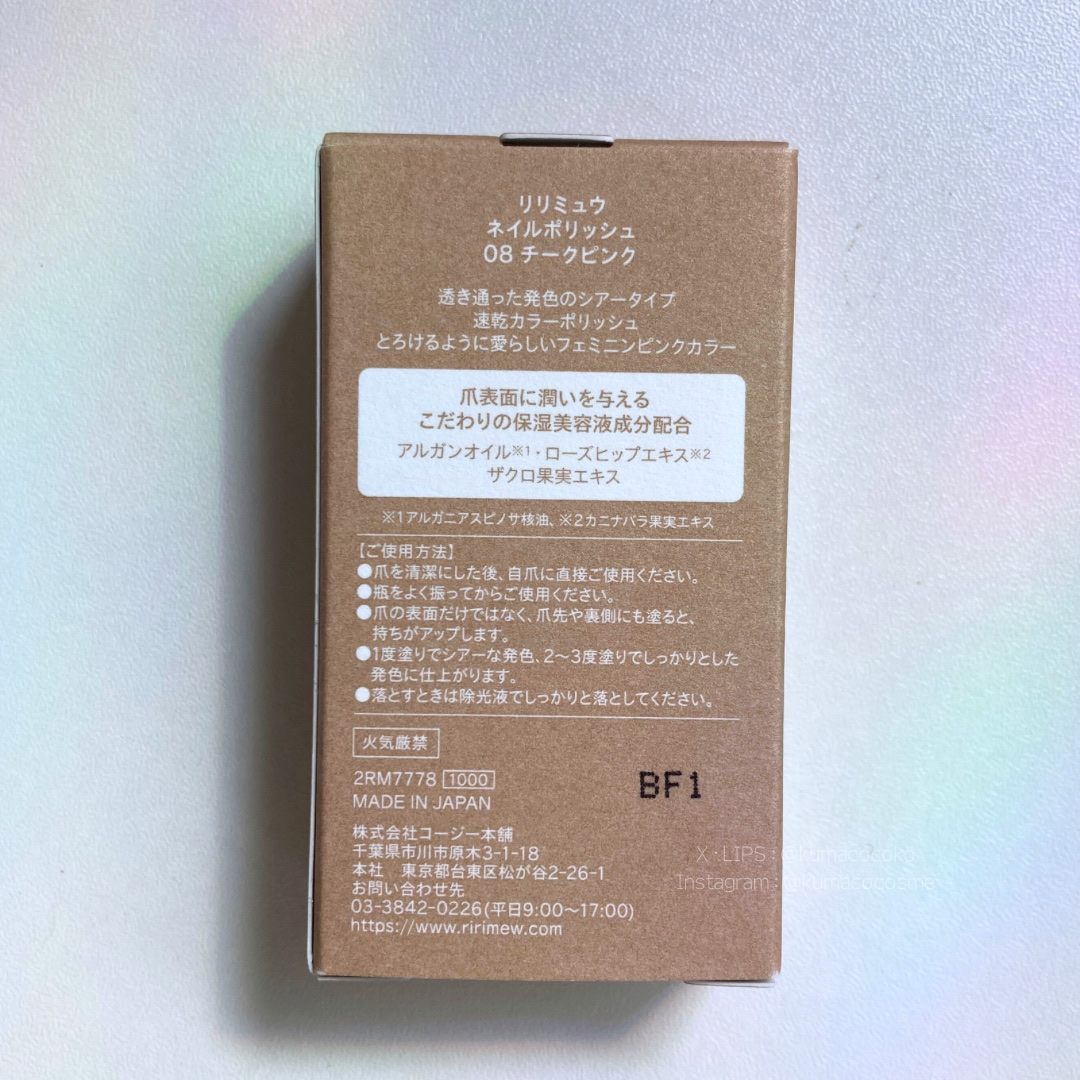 リリミュウ
ネイルポリッシュ
08 チークピンク
透き通った発色のシアータイプ
速乾カラーポリッシュ
とろけるように愛らしいフェミニンピンクカラー
爪表面に潤いを与える
こだわりの保湿美容液成分配合
アルガンオイル※1・ローズヒップエキス※2
ザクロ果実エキス
※1アルガニアスピノサ核油、※2カニナバラ果実エキス
【ご使用方法】
●爪を清潔にした後、自爪に直接ご使用ください。
●瓶をよく振ってからご使用ください。
●爪の表面だけではなく、爪先や裏側にも塗ると、
持ちがアップします。
●1度塗りでシアーな発色、2〜3度塗りでしっかりとした
発色に仕上がります。
●落とすときは除光液でしっかりと落としてください。
火気厳禁
2RM7778 1000
BF1
MADE IN JAPAN
株式会社コージー本舗
千葉県市川市原木3-1-18
本社 東京都台東区松が谷2-26-1
お問い合わせ先
03-3842-0226(平日9:00〜17:00)
https://www.ririmew.com
X・LIPS :
Instagram :